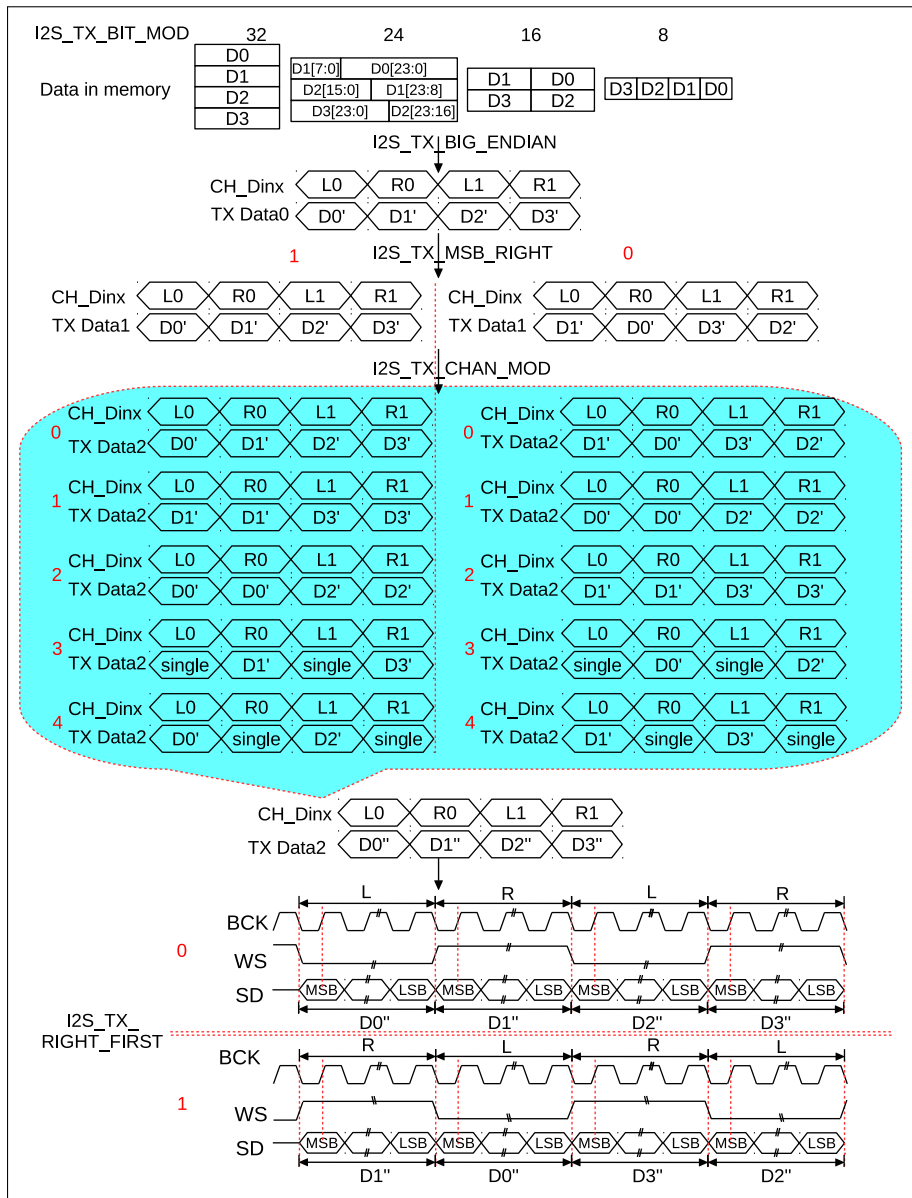 I2S_TX_BIT_MOD 32 24 16 8
Data in memory
D0
D1
D2
D3
D1[7:0] D0[23:0]
D2[15:0] D1[23:8]
D3[23:0] D2[23:16]
D1 D0
D3 D2
D3 D2 D1 D0
I2S_TX_BIG_ENDIAN
CH_Dinx L0 R0 L1 R1
TX Data0 D0' D1' D2' D3'
I2S_TX_MSB_RIGHT
1 0
CH_Dinx L0 R0 L1 R1
TX Data1 D0' D1' D2' D3'
CH_Dinx L0 R0 L1 R1
TX Data1 D1' D0' D3' D2'
I2S_TX_CHAN_MOD
0
CH_Dinx L0 R0 L1 R1
TX Data2 D0' D1' D2' D3'
0
CH_Dinx L0 R0 L1 R1
TX Data2 D1' D0' D3' D2'
1
CH_Dinx L0 R0 L1 R1
TX Data2 D1' D1' D3' D3'
1
CH_Dinx L0 R0 L1 R1
TX Data2 D0' D0' D2' D2'
2
CH_Dinx L0 R0 L1 R1
TX Data2 D0' D0' D2' D2'
2
CH_Dinx L0 R0 L1 R1
TX Data2 D1' D1' D3' D3'
3
CH_Dinx L0 R0 L1 R1
TX Data2 single D1' single D3'
3
CH_Dinx L0 R0 L1 R1
TX Data2 single D0' single D2'
4
CH_Dinx L0 R0 L1 R1
TX Data2 D0' single D2' single
4
CH_Dinx L0 R0 L1 R1
TX Data2 D1' single D3' single
CH_Dinx L0 R0 L1 R1
TX Data2 D0" D1" D2" D3"
L R L R
BCK
0
WS
SD MSB LSB MSB LSB MSB LSB MSB LSB
D0" D1" D2" D3"
I2S_TX_
RIGHT_FIRST
R L R L
BCK
1
WS
SD MSB LSB MSB LSB MSB LSB MSB LSB
D1" D0" D3" D2"